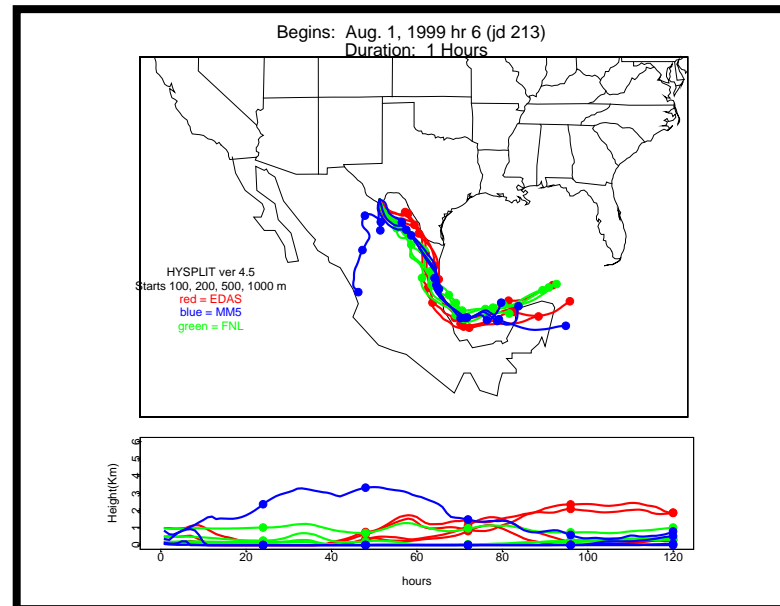 Begins: Aug. 1, 1999 hr 6 (jd 213)
Duration: 1 Hours
HYSPLIT ver 4.5
Starts 100, 200, 500, 1000 m
red = EDAS
blue = MM5
green = FNL
Height(Km)
6
5
4
3
2
1
0
0 20 40 60 80 100 120
hours